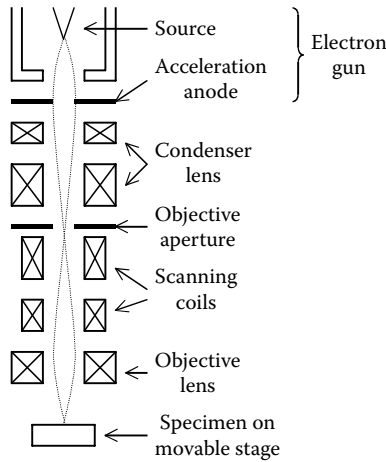 Source
Electron
gun
Acceleration
anode
Condenser
lens
Objective
aperture
Scanning
coils
Objective
lens
Specimen on
movable stage